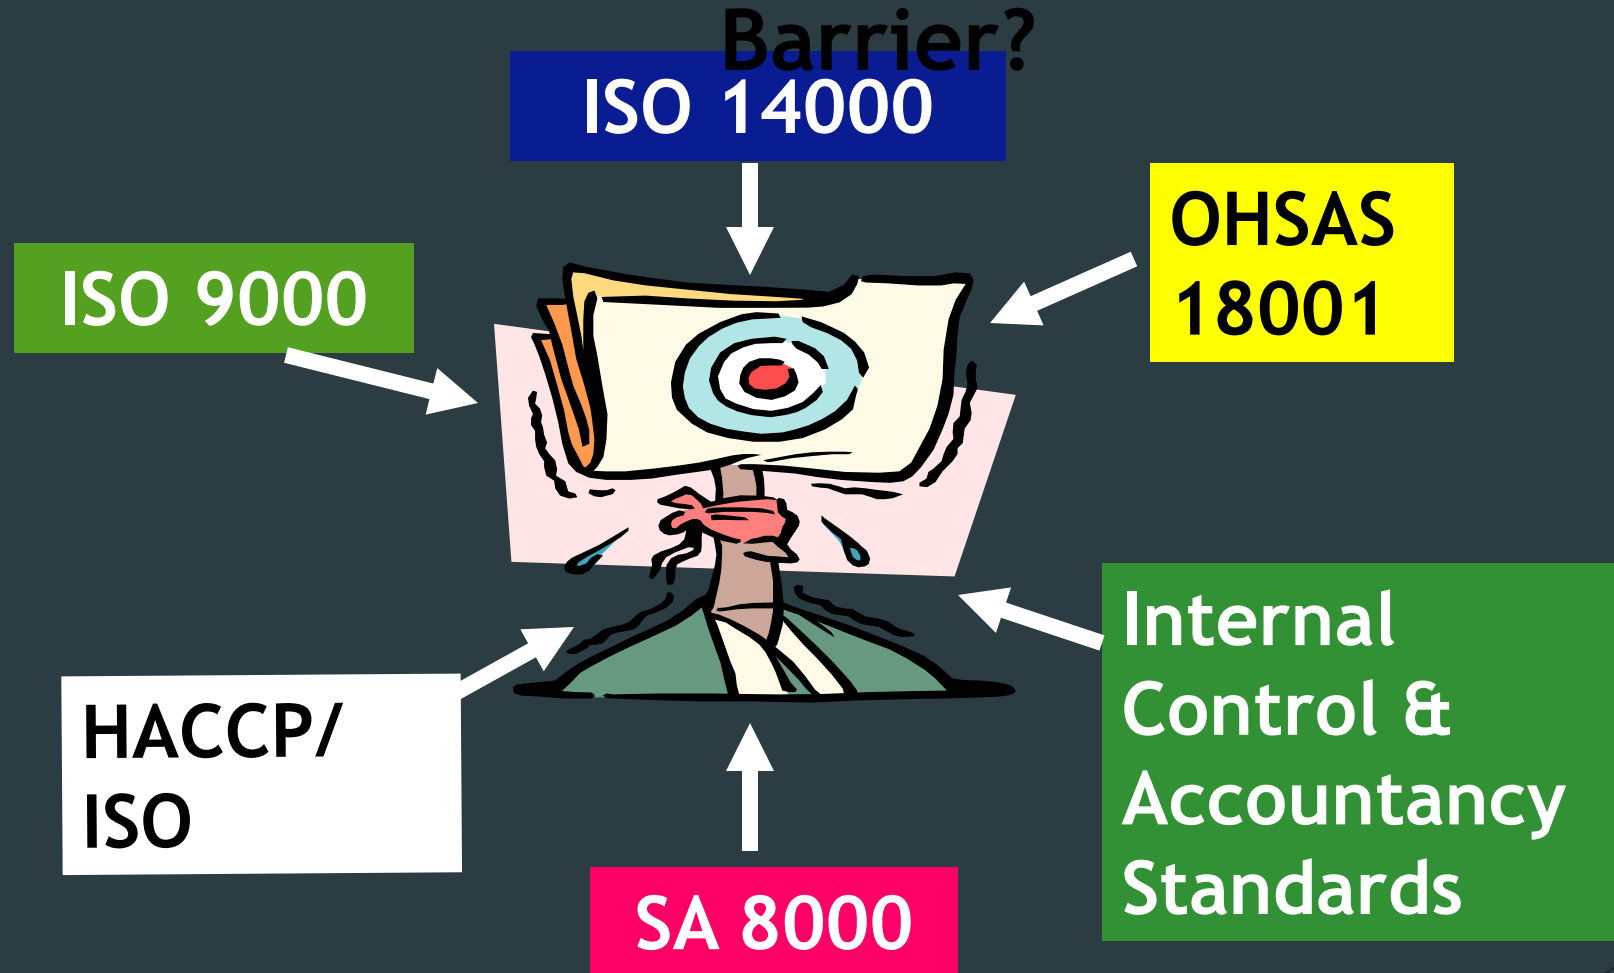 Barrier?
ISO 14000
OHSAS
18001
ISO 9000
Internal
Control &
Accountancy
Standards
HACCP/
ISO
SA 8000